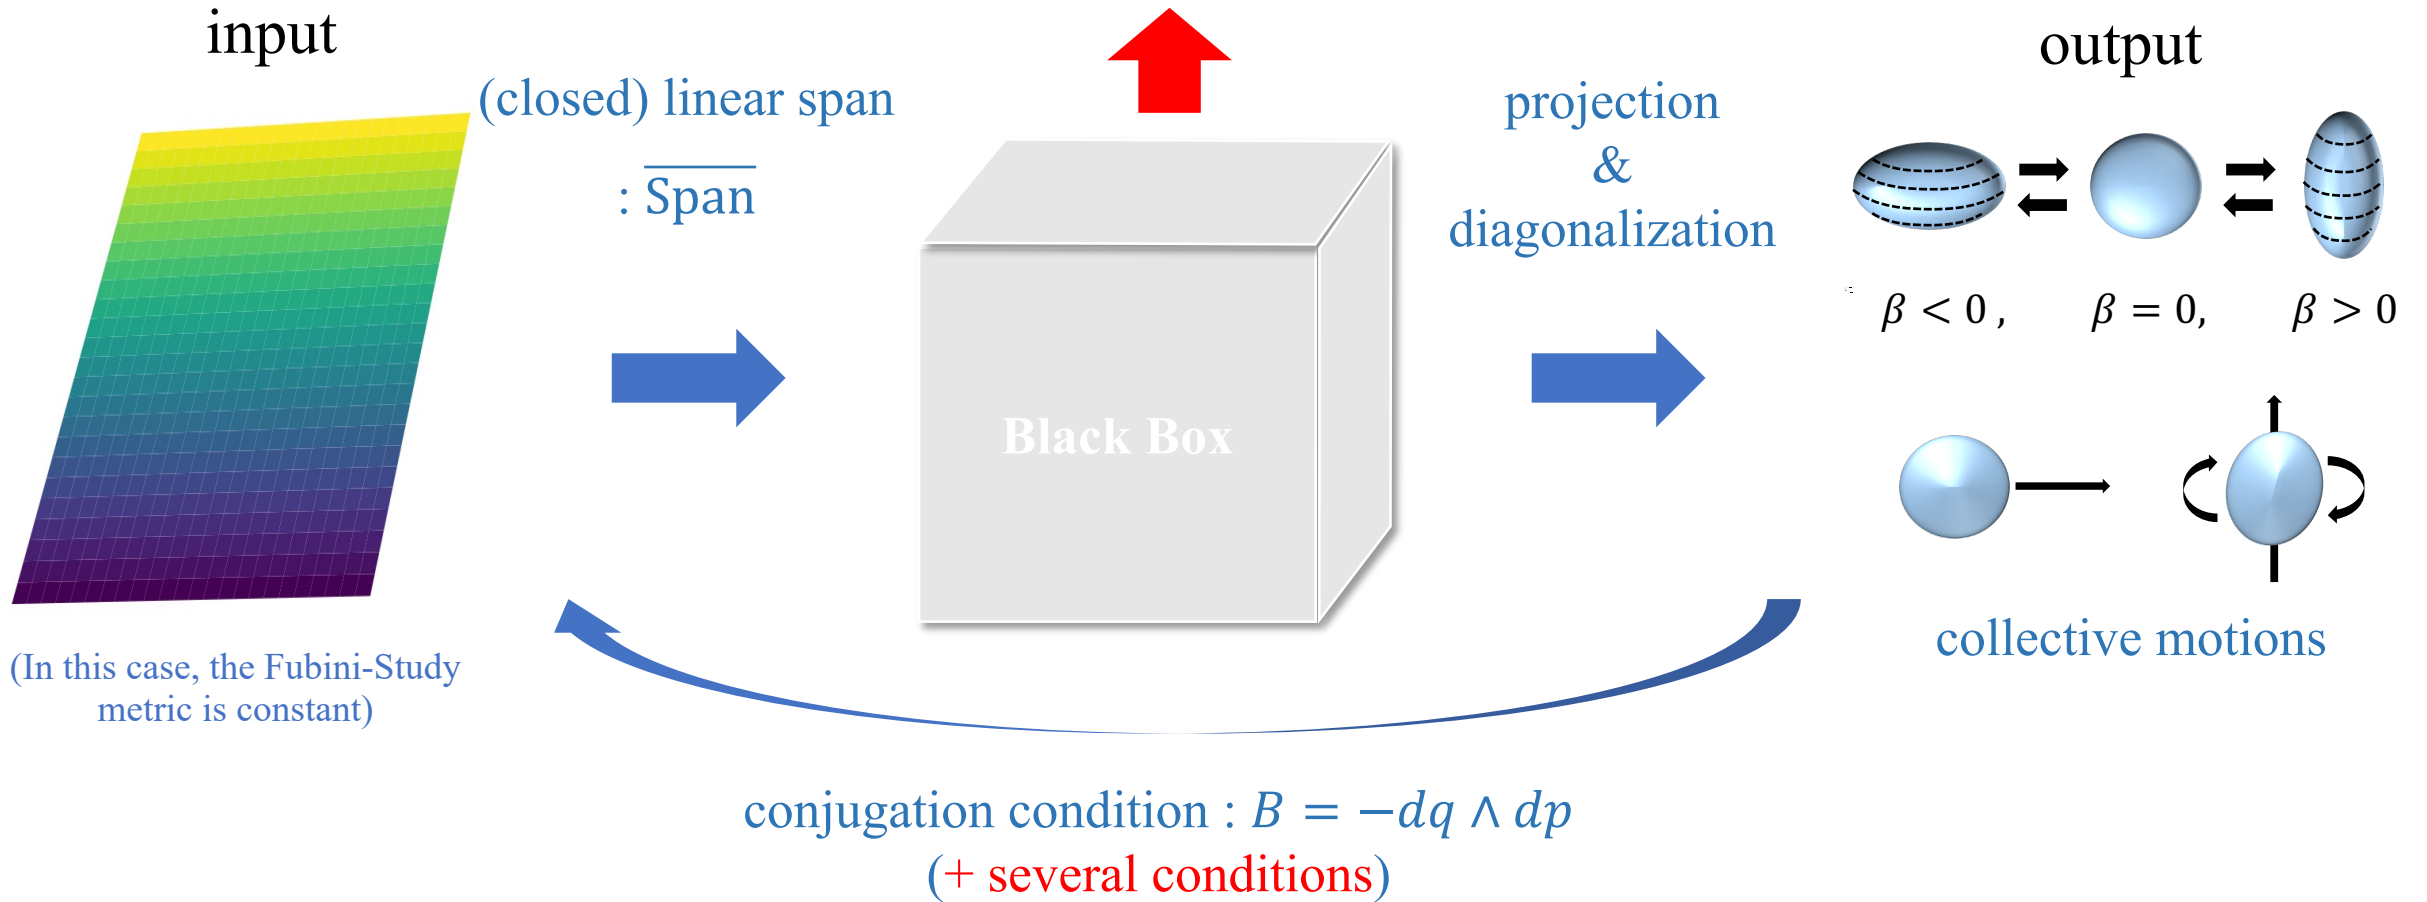 input
(closed) linear span
: \overline{Span}
(In this case, the Fubini-Study
metric is constant)
Black Box
projection
&
diagonalization
output
β < 0 ,
β = 0,
β > 0
collective motions
conjugation condition : B = −dq ∧ dp
(+ several conditions)